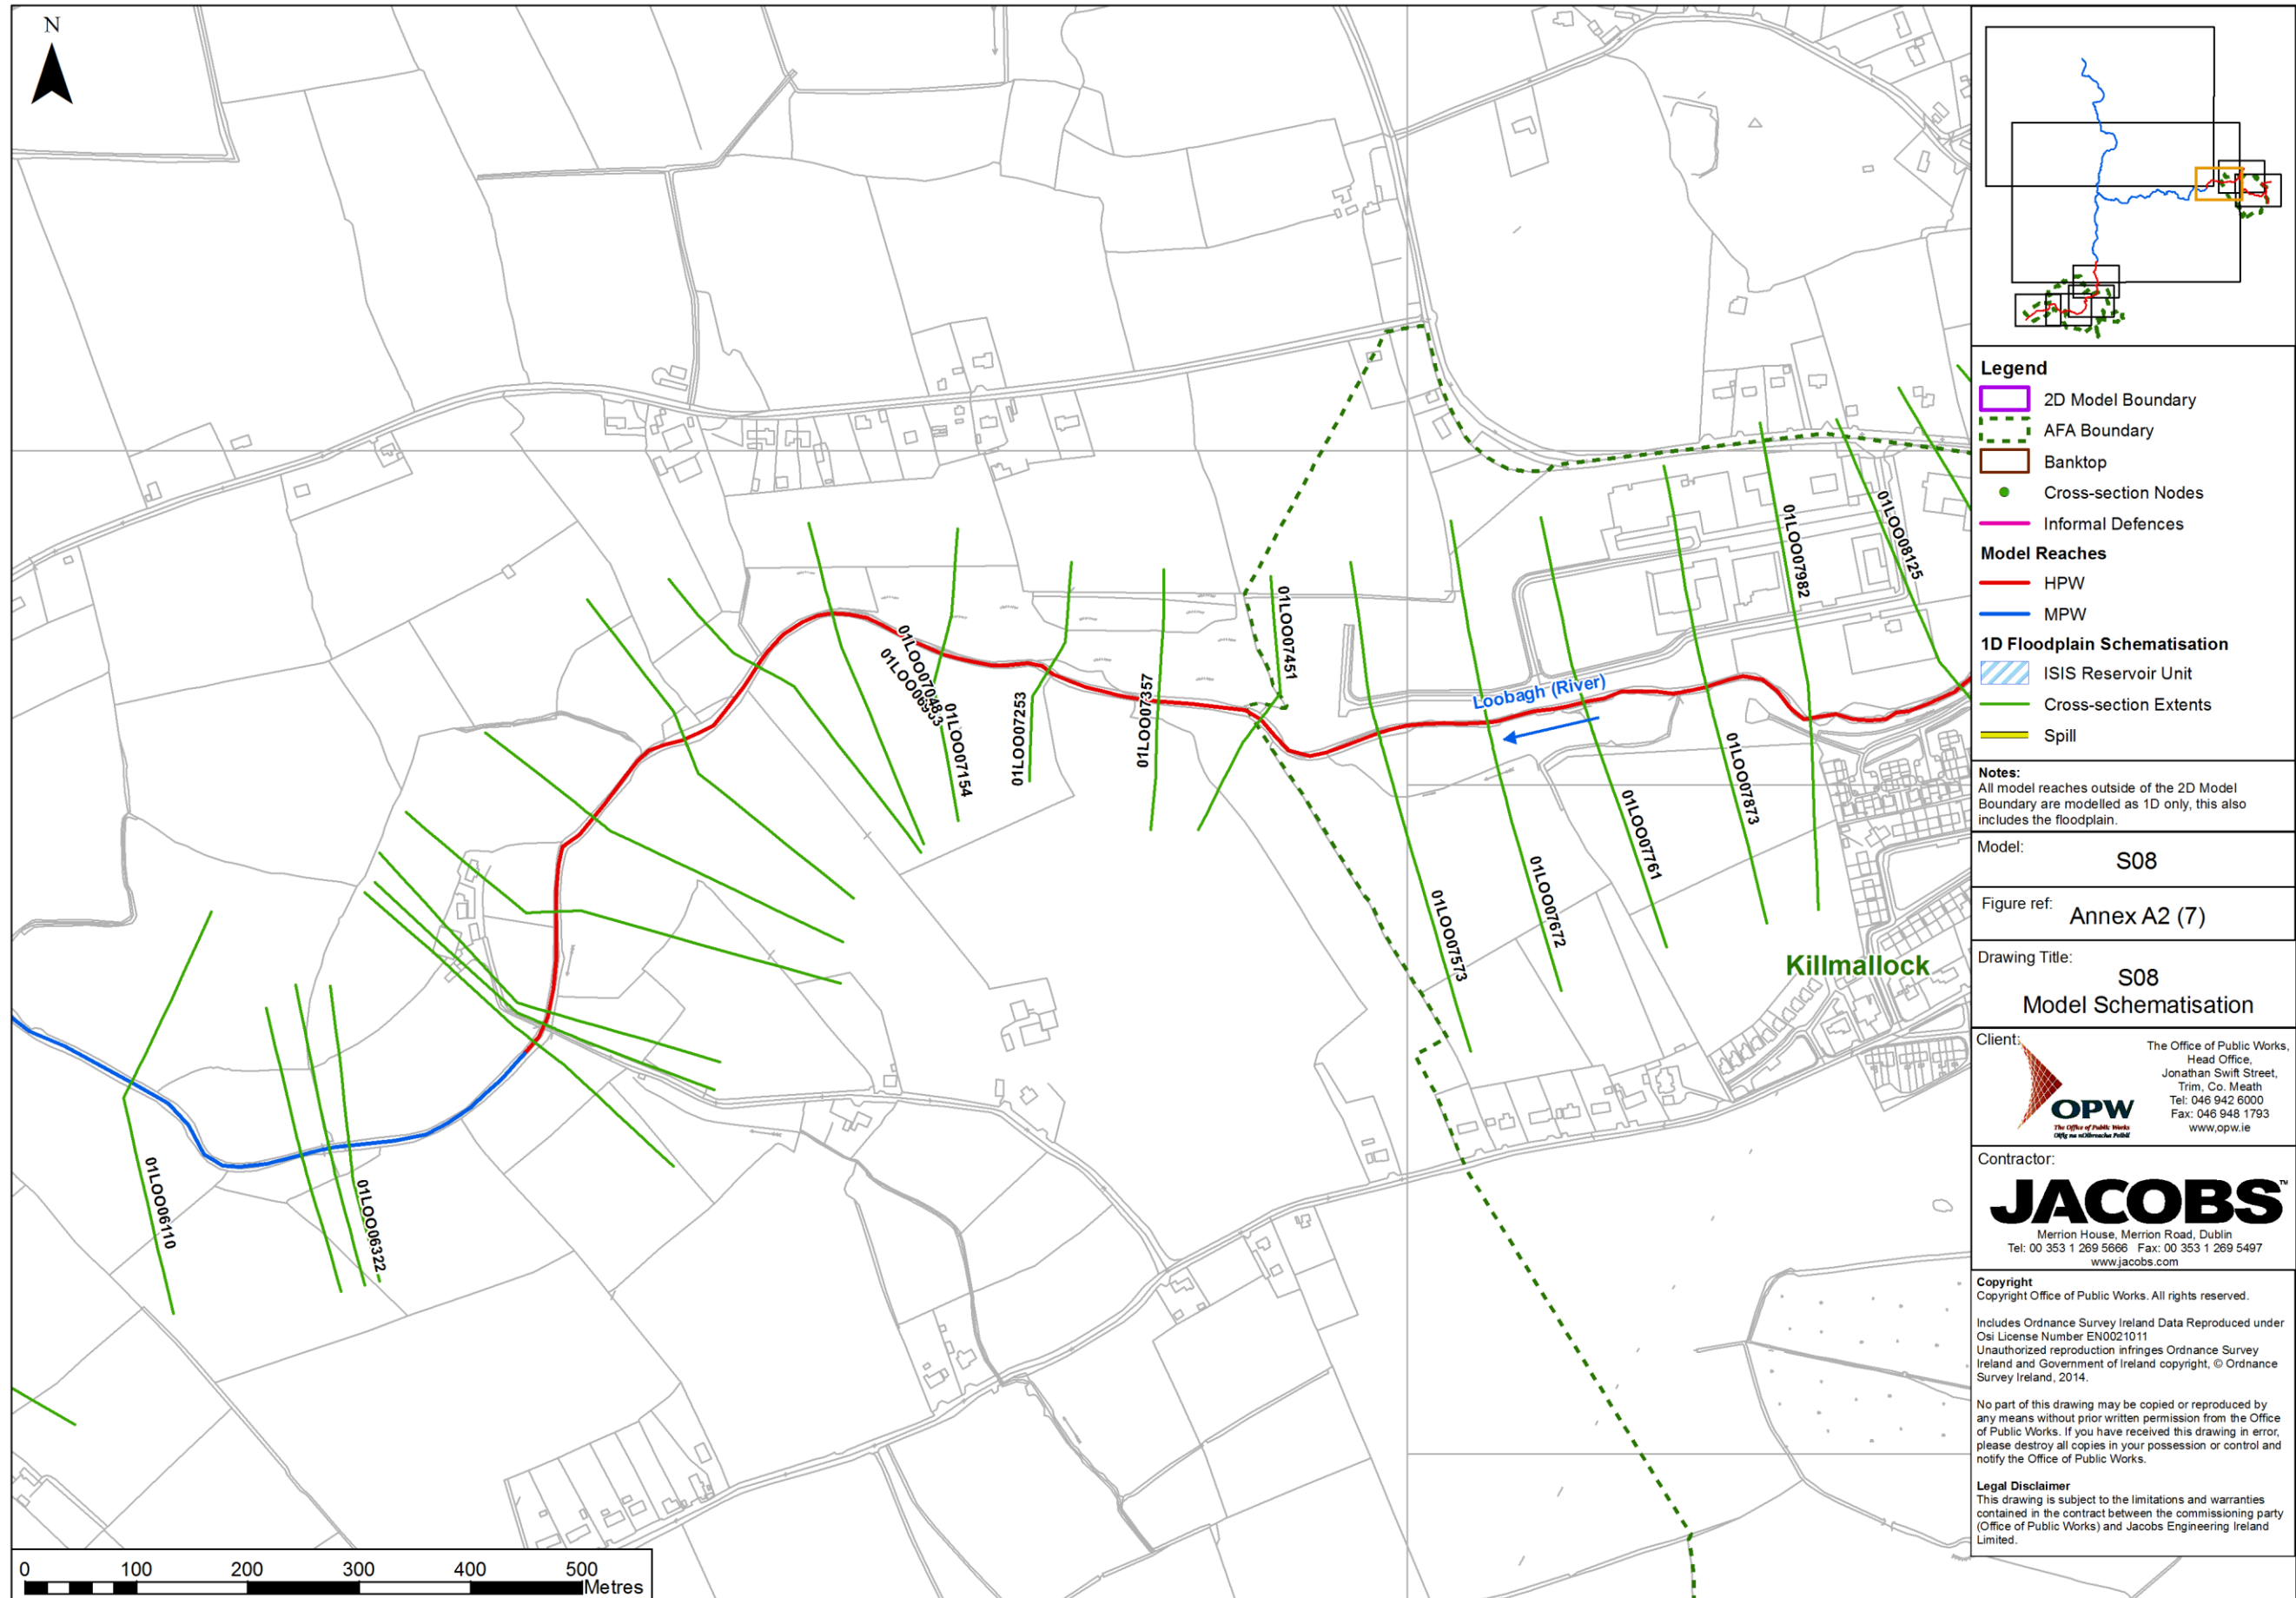 N
01LOO08125
01LOO07982
01LOO07451
Loobagh (River)
01LOO07048
01LOO06963
01LOO07154
01LOO07253
01LOO07357
01LOO07873
01LOO07761
01LOO07672
01LOO07573
Killmallock
01LOO06110
01LOO06322
0 100 200 300 400 500
Metres
Legend
2D Model Boundary
AFA Boundary
Banktop
Cross-section Nodes
Informal Defences
Model Reaches
HPW
MPW
1D Floodplain Schematisation
ISIS Reservoir Unit
Cross-section Extents
Spill
Notes:
All model reaches outside of the 2D Model
Boundary are modelled as 1D only, this also
includes the floodplain.
Model:
S08
Figure ref:
Annex A2 (7)
Drawing Title:
S08
Model Schematisation
Client:
OPW
The Office of Public Works
Oifig na nOibreacha Poiblí
The Office of Public Works,
Head Office,
Jonathan Swift Street,
Trim, Co. Meath
Tel: 046 942 6000
Fax: 046 948 1793
www,opw.ie
Contractor:
JACOBS™
Merrion House, Merrion Road, Dublin
Tel: 00 353 1 269 5666 Fax: 00 353 1 269 5497
www.jacobs.com
Copyright
Copyright Office of Public Works. All rights reserved.
Includes Ordnance Survey Ireland Data Reproduced under
Osi License Number EN0021011
Unauthorized reproduction infringes Ordnance Survey
Ireland and Government of Ireland copyright, © Ordnance
Survey Ireland, 2014.
No part of this drawing may be copied or reproduced by
any means without prior written permission from the Office
of Public Works. If you have received this drawing in error,
please destroy all copies in your possession or control and
notify the Office of Public Works.
Legal Disclaimer
This drawing is subject to the limitations and warranties
contained in the contract between the commissioning party
(Office of Public Works) and Jacobs Engineering Ireland
Limited.